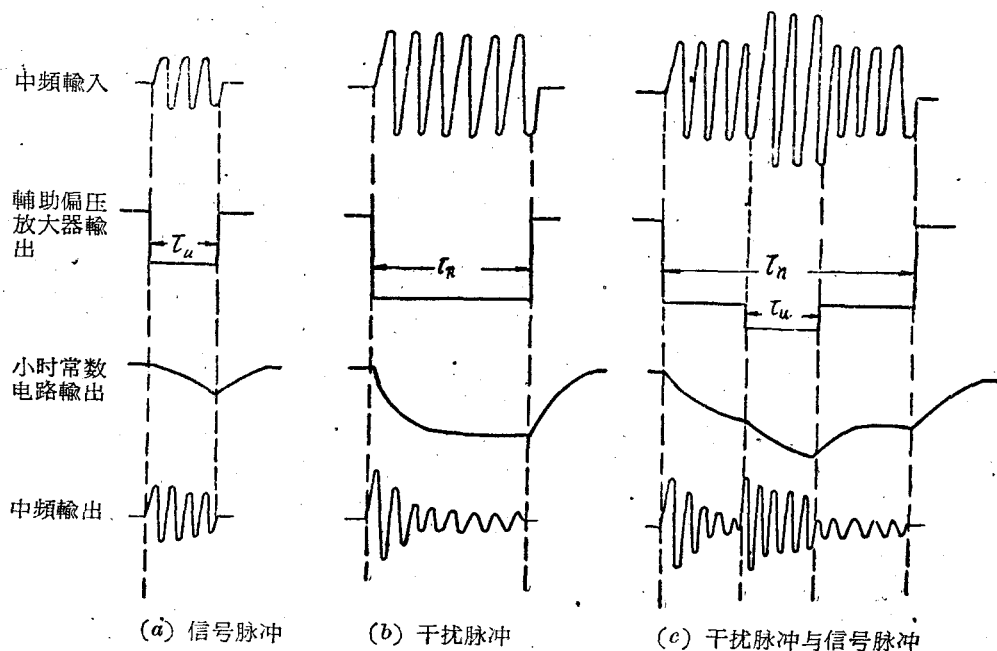 中頻輸入
輔助偏压
放大器輸
出
τu
τn
τn
τu
小时常数
电路輸出
中頻輸出
(a) 信号脉冲
(b) 干扰脉冲
(c) 干扰脉冲与信号脉冲